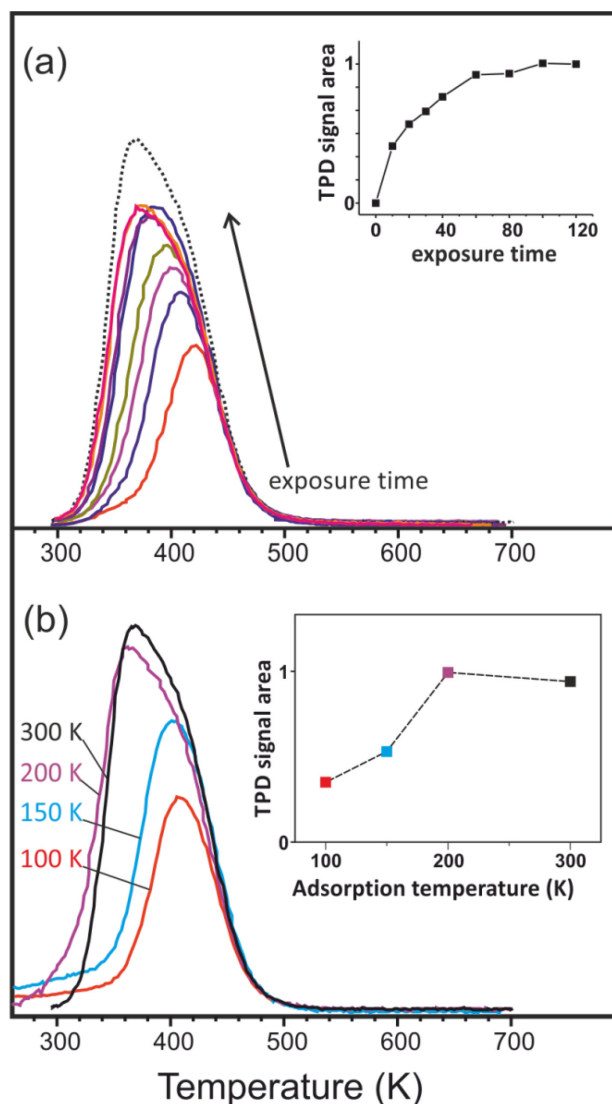 (a)
TPD signal area
1
0
0 40 80 120
exposure time
exposure time
300 400 500 600 700
(b)
300 K
200 K
150 K
100 K
TPD signal area
1
0
100 150 200 300
Adsorption temperature (K)
300 400 500 600 700
Temperature (K)